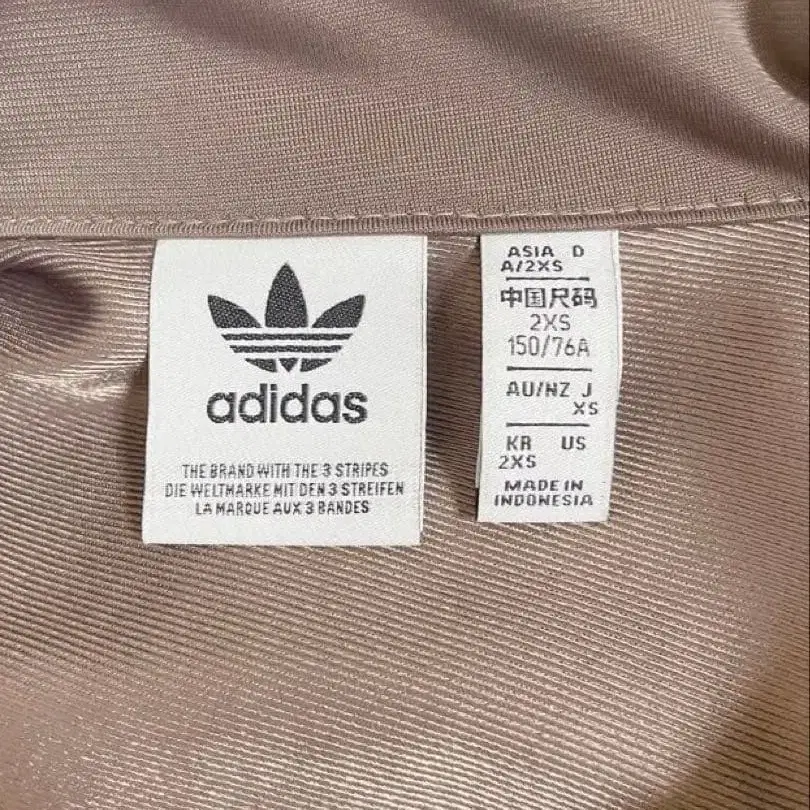 adidas
THE BRAND WITH THE 3 STRIPES
DIE WELTMARKE MIT DEN 3 STREIFEN
LA MARQUE AUX 3 BANDES
ASIA D
A/2XS
中国尺码
2XS
150/76A
AU/NZ J
XS
KR US
2XS
MADE IN
INDONESIA